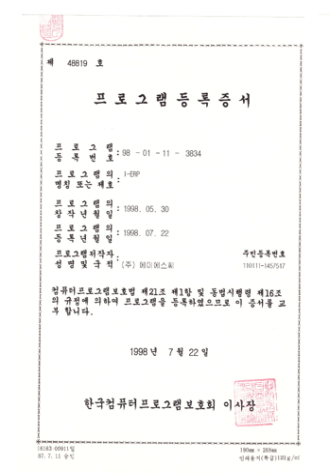 제 48819 호
프로그램등록증서
프로그램
등록번호 : 98 - 01 - 11 - 3834
프로그램의
명칭 또는 제호 : I-ERP
프로그램의
창작년월일 : 1998. 05. 30
프로그램의
등록년월일 : 1998. 07. 22
프로그램저작자
성명및국적 : (주) 에이에스씨
주민등록번호
110111-145/517
컴퓨터프로그램보호법 제21조 제1항 및 동법시행령 제16조
의 규정에 의하여 프로그램을 등록하였으므로 이 증서를 교
부 합니다.
1998년 7월 22일
한국컴퓨터프로그램보호회 이사장
190mm × 268mm